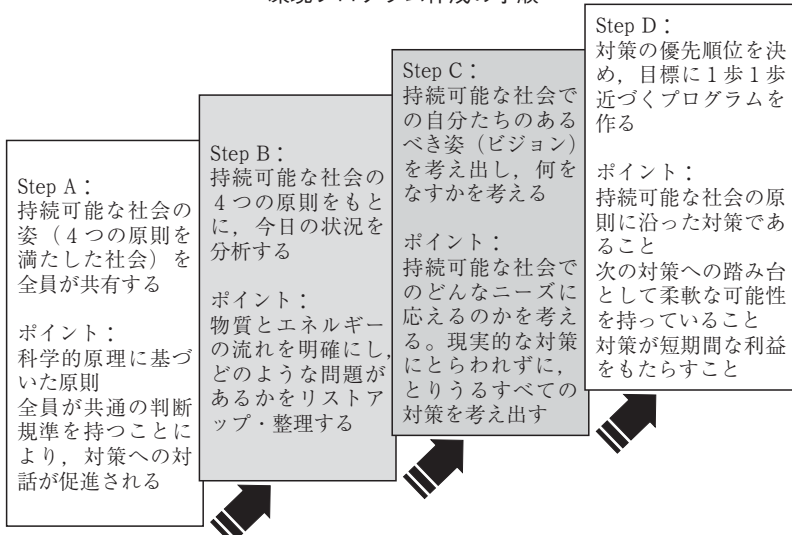 Step A：
持続可能な社会の
姿（4つの原則を
満たした社会）を
全員が共有する
ポイント：
科学的原理に基づ
いた原則
全員が共通の判断
規準を持つことに
より，対策への対
話が促進される
Step B：
持続可能な社会の
4つの原則をもと
に，今日の状況を
分析する
ポイント：
物質とエネルギー
の流れを明確にし，
どのような問題が
あるかをリストア
ップ・整理する
Step C：
持続可能な社会で
の自分たちのある
べき姿（ビジョン）
を考え出し，何を
なすかを考える
ポイント：
持続可能な社会で
のどんなニーズに
応えるのかを考え
る。現実的な対策
にとらわれずに，
とりうるすべての
対策を考え出す
Step D：
対策の優先順位を決
め，目標に1歩1歩
近づくプログラムを
作る
ポイント：
持続可能な社会の原
則に沿った対策であ
ること
次の対策への踏み台
として柔軟な可能性
を持っていること
対策が短期間な利益
をもたらすこと